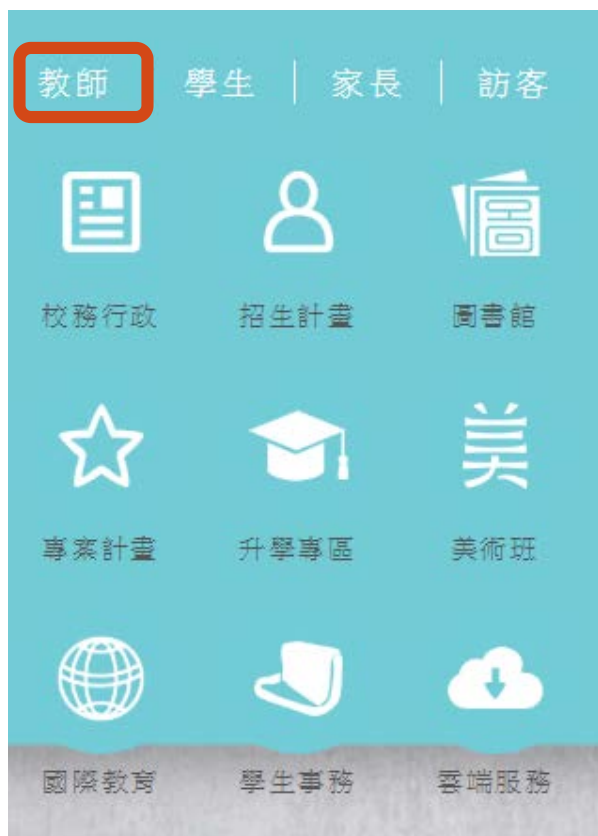 教師 學生 | 家長 | 訪客
圖
校務行政 招生計畫 圖書館
美
專案計畫 升學專區 美術班
國際教育 學生事務 雲端服務